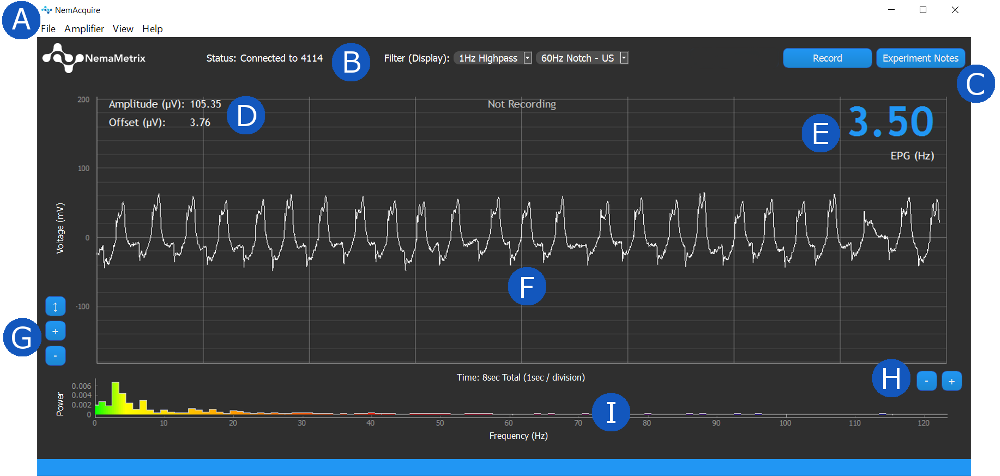 A
NemAcquire
File Amplifier View Help
NemaMetrix
Status: Connected to 4114
B
Filter (Display):
1Hz Highpass
60Hz Notch - US
Record
Experiment Notes
C
200
Amplitude (µV): 105.35
Offset (µV): 3.76
D
Not Recording
E
3.50
EPG (Hz)
100
0
-100
Voltage (mV)
F
G
↕
+
-
Time: 8sec Total (1sec / division)
H
-
+
Power
0.006
0.004
0.002
0
I
0 10 20 30 40 50 60 70 80 90 100 110 120
Frequency (Hz)